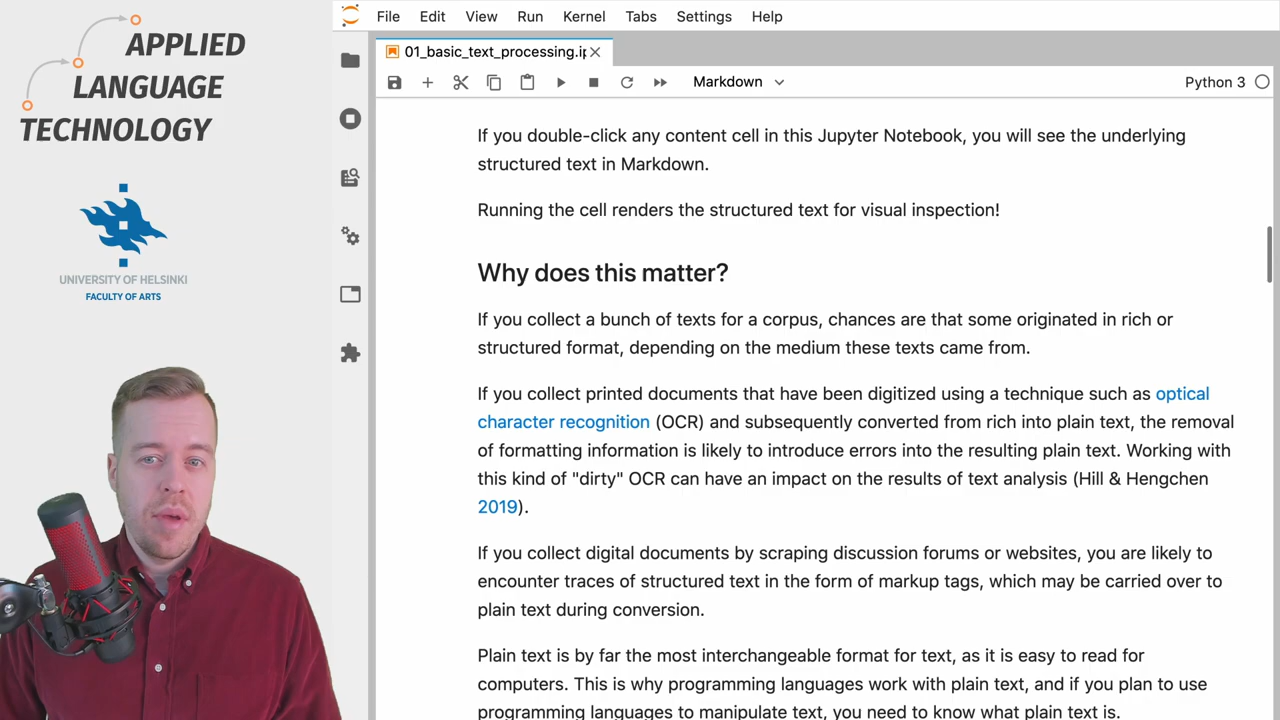 APPLIED
LANGUAGE
TECHNOLOGY
UNIVERSITY OF HELSINKI
FACULTY OF ARTS
File Edit View Run Kernel Tabs Settings Help
01_basic_text_processing.ip
Markdown
Python 3
If you double-click any content cell in this Jupyter Notebook, you will see the underlying
structured text in Markdown.
Running the cell renders the structured text for visual inspection!
Why does this matter?
If you collect a bunch of texts for a corpus, chances are that some originated in rich or
structured format, depending on the medium these texts came from.
If you collect printed documents that have been digitized using a technique such as optical
character recognition (OCR) and subsequently converted from rich into plain text, the removal
of formatting information is likely to introduce errors into the resulting plain text. Working with
this kind of "dirty" OCR can have an impact on the results of text analysis (Hill & Hengchen
2019).
If you collect digital documents by scraping discussion forums or websites, you are likely to
encounter traces of structured text in the form of markup tags, which may be carried over to
plain text during conversion.
Plain text is by far the most interchangeable format for text, as it is easy to read for
computers. This is why programming languages work with plain text, and if you plan to use
programming languages to manipulate text, you need to know what plain text is.